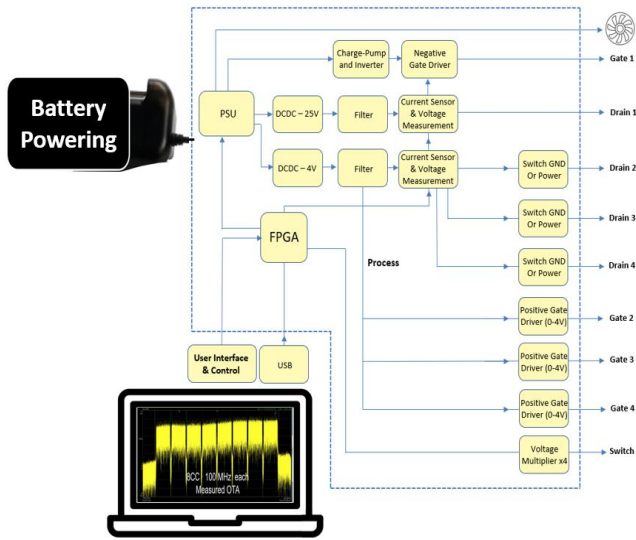 Charge-Pump
and Inverter
Negative
Gate Driver
Gate 1
Battery
Powering
PSU
DCDC – 25V
Filter
Current Sensor
& Voltage
Measurement
Drain 1
DCDC – 4V
Filter
Current Sensor
& Voltage
Measurement
Switch GND
Or Power
Drain 2
Switch GND
Or Power
Drain 3
FPGA
Process
Switch GND
Or Power
Drain 4
Positive Gate
Driver (0-4V)
Gate 2
User Interface
& Control
USB
Positive Gate
Driver (0-4V)
Gate 3
Positive Gate
Driver (0-4V)
Gate 4
Voltage
Multiplier x4
Switch
8CC 100 MHz each
Measured OTA